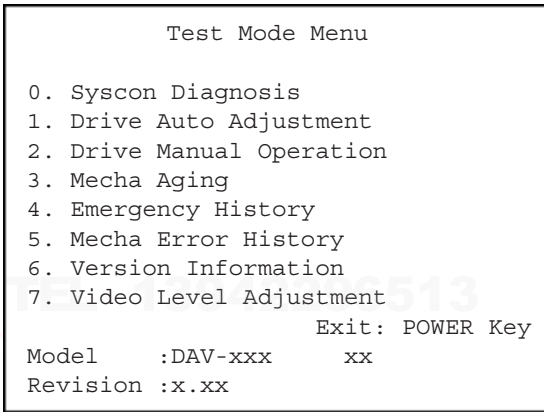 Test Mode Menu
0. Syscon Diagnosis
1. Drive Auto Adjustment
2. Drive Manual Operation
3. Mecha Aging
4. Emergency History
5. Mecha Error History
6. Version Information
7. Video Level Adjustment
Exit: POWER Key
Model :DAV-xxx xx
Revision :x.xx